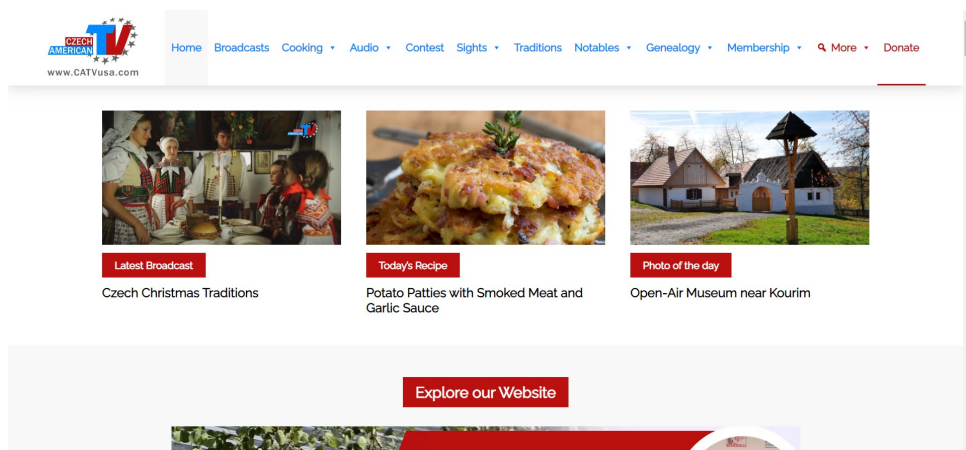 CZECH
AMERICAN
TV
www.CATVusa.com
Home Broadcasts Cooking Audio Contest Sights Traditions Notables Genealogy Membership More Donate
Latest Broadcast
Czech Christmas Traditions
Today's Recipe
Potato Patties with Smoked Meat and
Garlic Sauce
Photo of the day
Open-Air Museum near Kourim
Explore our Website